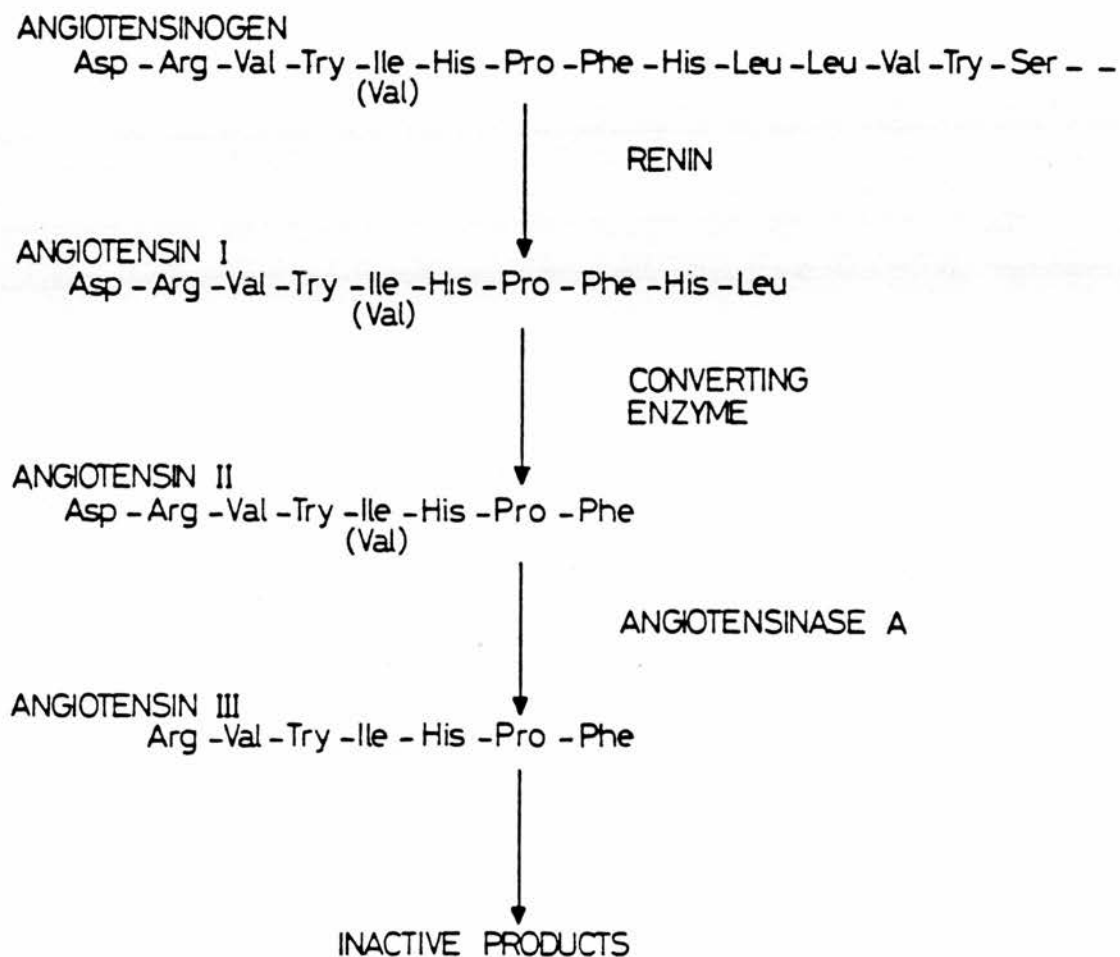 ANGIOTENSINOGEN
Asp - Arg - Val - Try - Ile - His - Pro - Phe - His - Leu - Leu - Val - Try - Ser - -
(Val)
RENIN
ANGIOTENSIN I
Asp - Arg - Val - Try - Ile - His - Pro - Phe - His - Leu
(Val)
CONVERTING
ENZYME
ANGIOTENSIN II
Asp - Arg - Val - Try - Ile - His - Pro - Phe
(Val)
ANGIOTENSINASE A
ANGIOTENSIN III
Arg - Val - Try - Ile - His - Pro - Phe
INACTIVE PRODUCTS